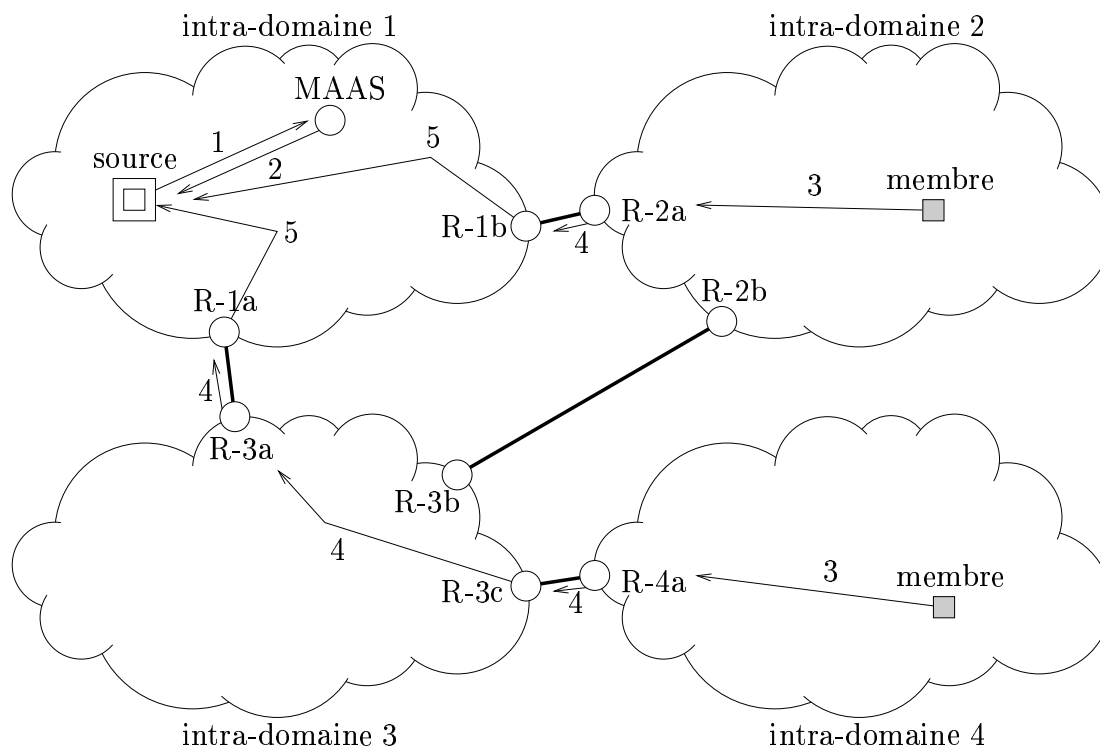 intra-domaine 1
intra-domaine 2
MAAS
1
5
source
2
3
membre
R-1b
R-2a
5
4
R-1a
R-2b
4
R-3a
R-3b
4
3
membre
R-3c
R-4a
4
intra-domaine 3
intra-domaine 4